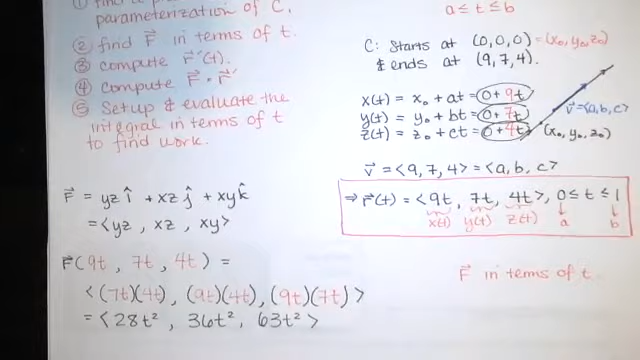 parameterization of C.
② find F⃗ in terms of t.
③ compute r⃗'(t).
④ compute F⃗ · r⃗'
⑤ Setup & evaluate the
integral in terms of t
to find work.
F⃗ = yz î + xz ĵ + xy k̂
= <yz , xz , xy>
F⃗(9t , 7t , 4t) =
<(7t)(4t), (9t)(4t), (9t)(7t)>
= <28t², 36t², 63t²>
a ≤ t ≤ b
C: Starts at (0,0,0) = (x₀, y₀, z₀)
& ends at (9,7,4).
x(t) = x₀ + at = 0 + 9t
y(t) = y₀ + bt = 0 + 7t
z(t) = z₀ + ct = 0 + 4t
v⃗ = <a, b, c>
(x₀, y₀, z₀)
v⃗ = <9, 7, 4> = <a, b, c>
⇒ r⃗(t) = <9t, 7t, 4t>, 0 ≤ t ≤ 1
x(t) y(t) z(t) a b
F⃗ in terms of t.